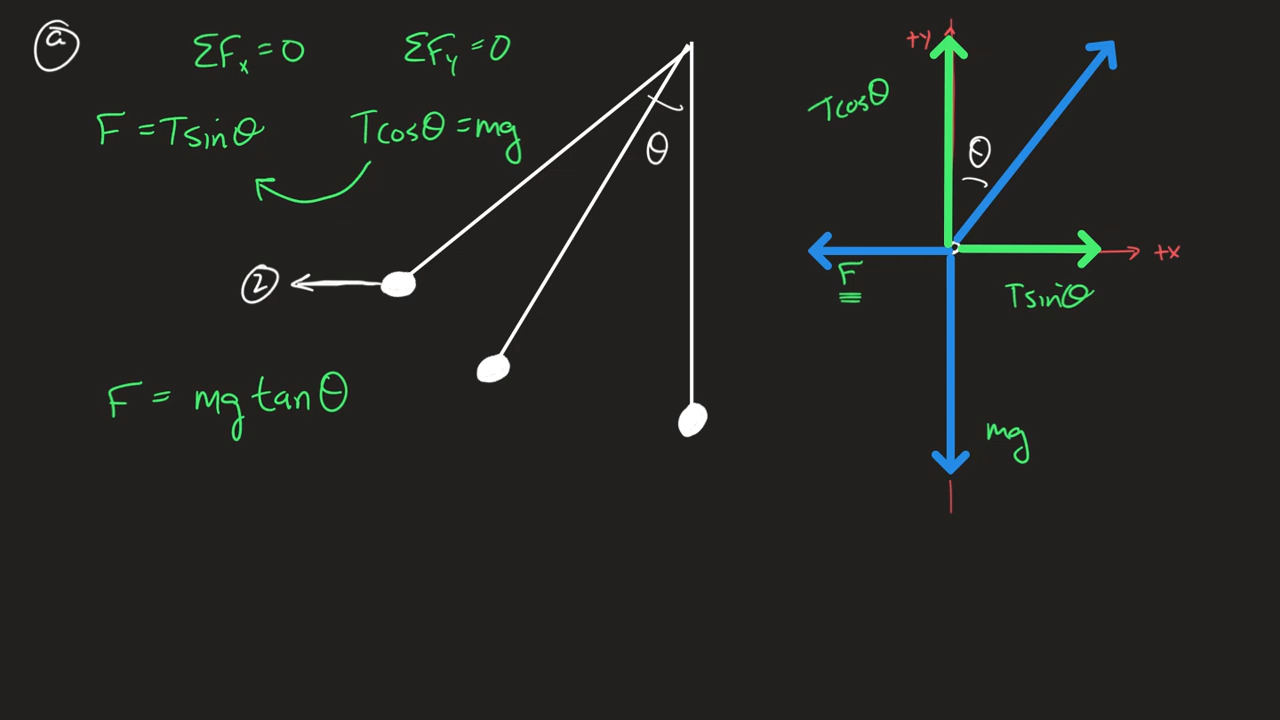 a
ΣFx = 0
ΣFy = 0
F = Tsinθ
Tcosθ = mg
θ
2
F = mg tanθ
+y
Tcosθ
θ
F
+x
Tsinθ
mg